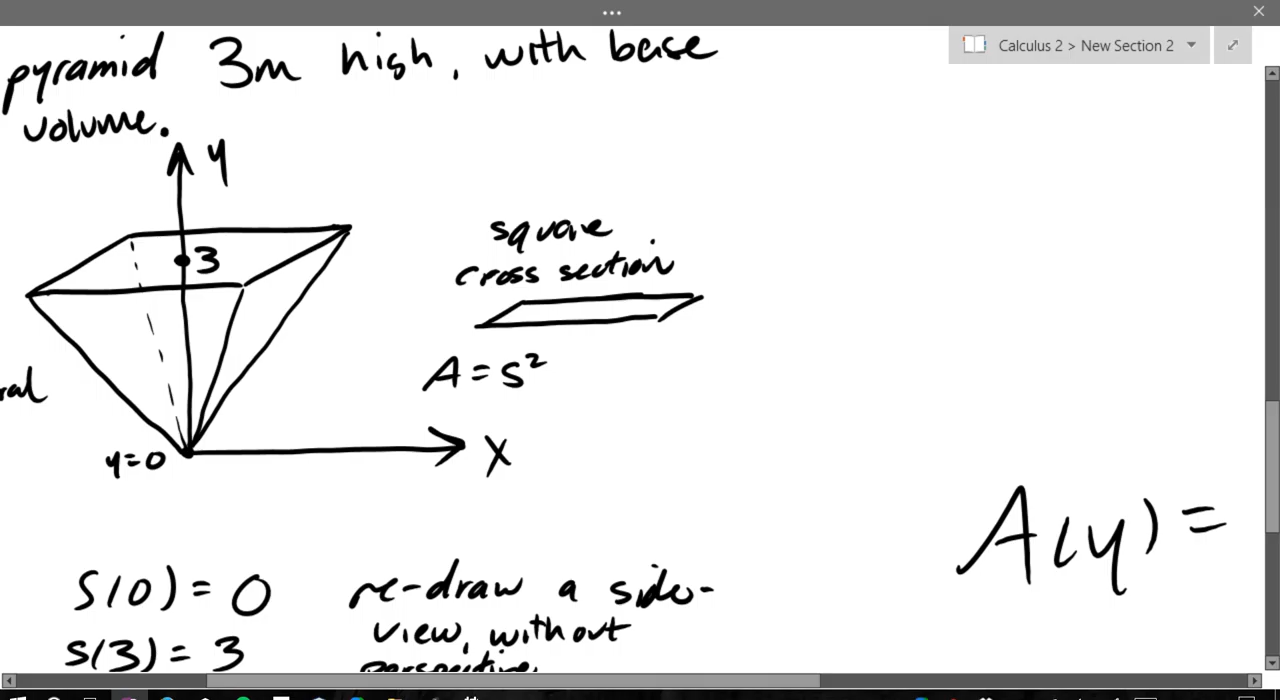 Calculus 2 > New Section 2
pyramid 3m high, with base
volume.
y
3
square
cross section
A = s²
y=0
x
A(y) =
S(0) = 0
re-draw a side-
view, without
S(3) = 3
perspective